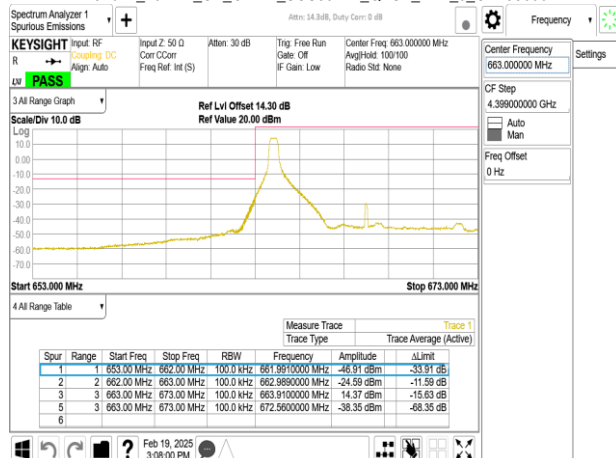 Spectrum Analyzer 1
Spurious Emissions
Attn: 14.3dB, Duty Corr: 0 dB
Frequency
KEYSIGHT
R
LXI
PASS
Input: RF
Coupling: DC
Align: Auto
Input Z: 50 Ω
Corr CCorr
Freq Ref: Int (S)
Atten: 30 dB
Trig: Free Run
Gate: Off
IF Gain: Low
Center Freq: 663.000000 MHz
Avg|Hold: 100/100
Radio Std: None
Center Frequency
663.000000 MHz
Settings
CF Step
4.399000000 GHz
Auto
Man
Freq Offset
0 Hz
3 All Range Graph
Ref Lvl Offset 14.30 dB
Scale/Div 10.0 dB
Ref Value 20.00 dBm
Log
10.0
0.00
-10.0
-20.0
-30.0
-40.0
-50.0
-60.0
-70.0
Start 653.000 MHz
Stop 673.000 MHz
4 All Range Table
Measure Trace Trace 1
Trace Type Trace Average (Active)
Spur Range Start Freq Stop Freq RBW Frequency Amplitude ΔLimit
1 1 653.00 MHz 662.00 MHz 100.0 kHz 661.9910000 MHz -46.91 dBm -33.91 dB
2 2 662.00 MHz 663.00 MHz 100.0 kHz 662.9890000 MHz -24.59 dBm -11.59 dB
3 3 663.00 MHz 673.00 MHz 100.0 kHz 663.9100000 MHz 14.37 dBm -15.63 dB
5 3 663.00 MHz 673.00 MHz 100.0 kHz 672.5600000 MHz -38.35 dBm -68.35 dB
6
?
Feb 19, 2025
3:08:00 PM